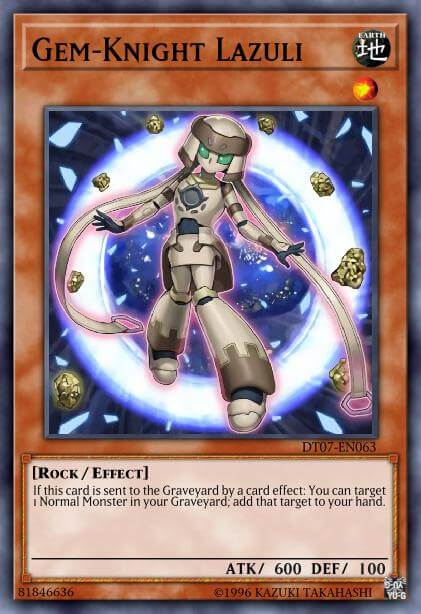 GEM-KNIGHT LAZULI
EARTH
地
DT07-EN063
[ROCK / EFFECT]
If this card is sent to the Graveyard by a card effect: You can target
1 Normal Monster in your Graveyard; add that target to your hand.
ATK/ 600 DEF/ 100
81846636
©1996 KAZUKI TAKAHASHI